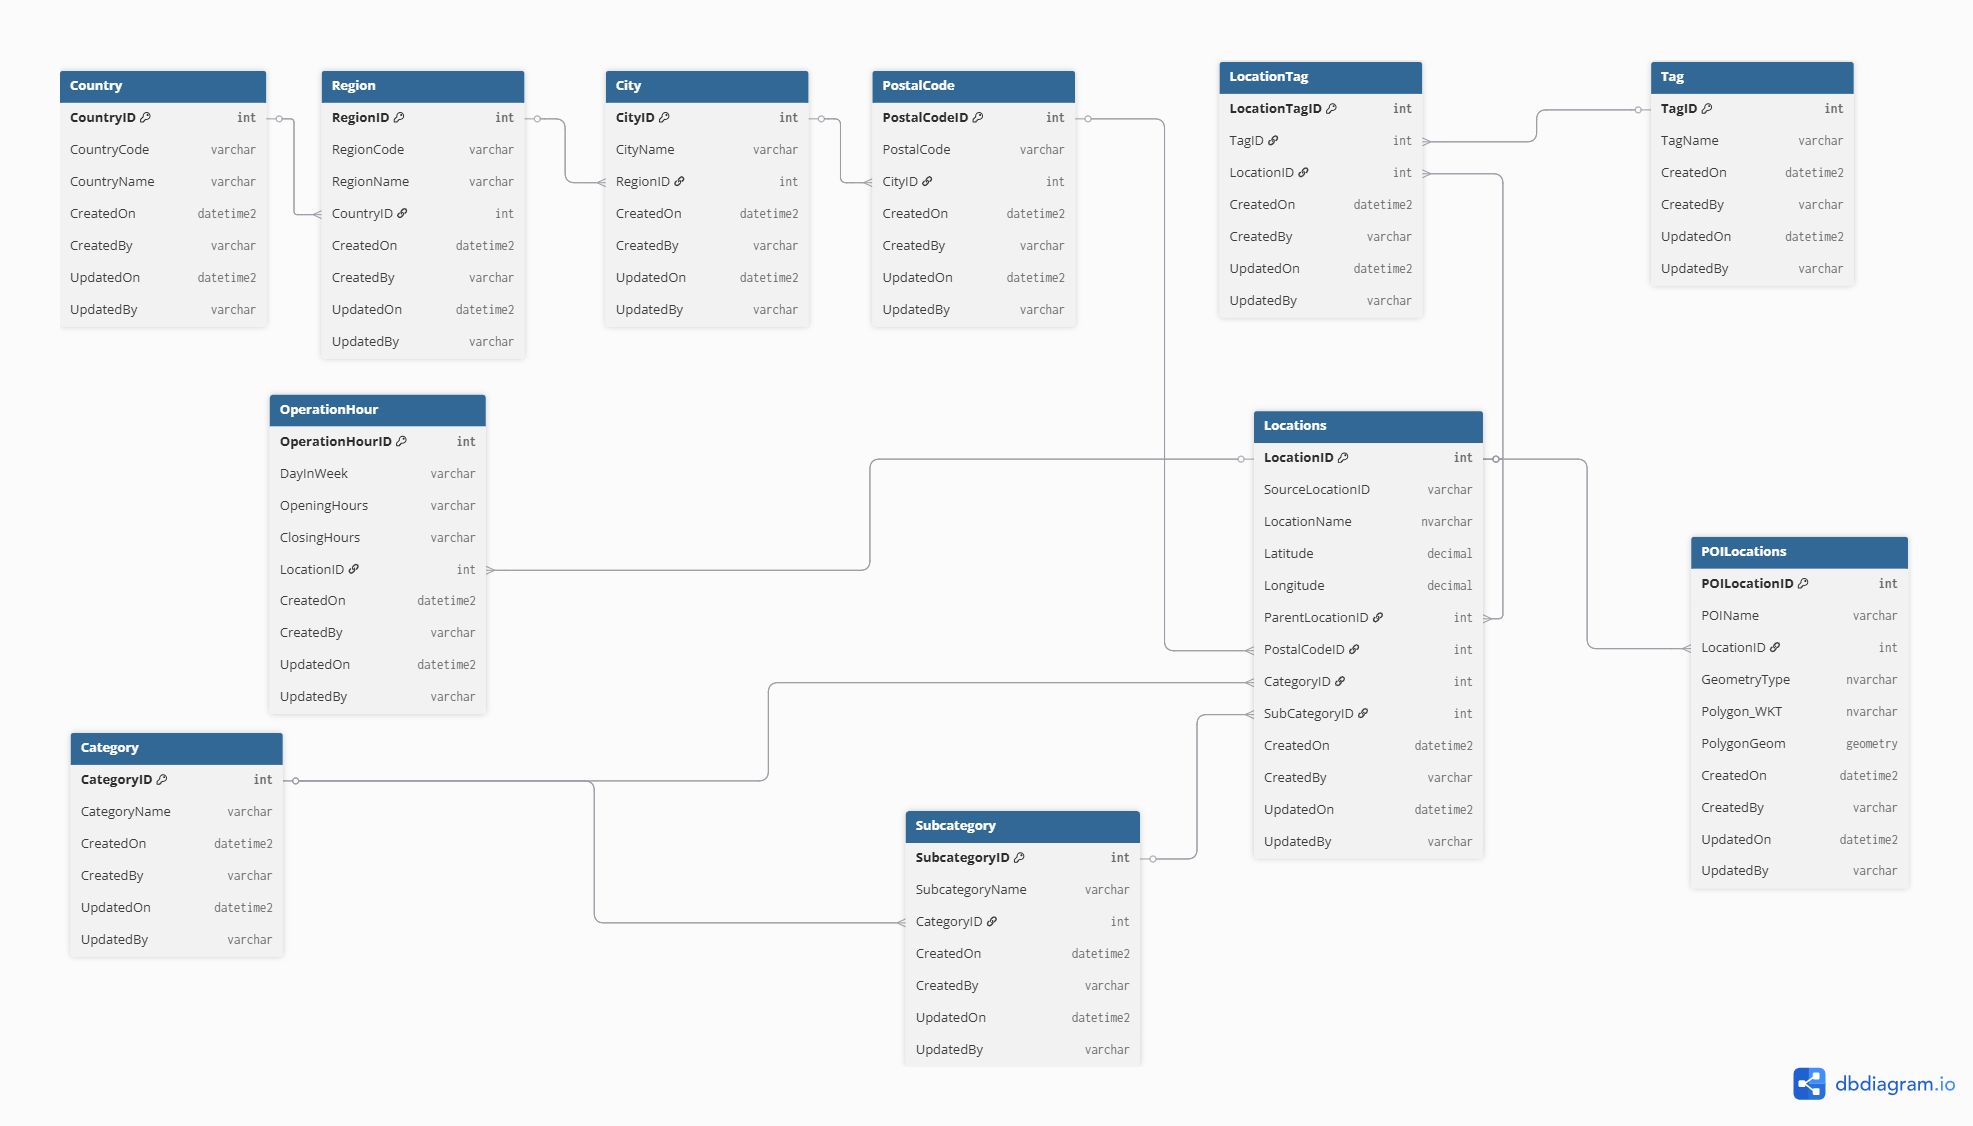 Country
CountryID int
CountryCode varchar
CountryName varchar
CreatedOn datetime2
CreatedBy varchar
UpdatedOn datetime2
UpdatedBy varchar
Region
RegionID int
RegionCode varchar
RegionName varchar
CountryID int
CreatedOn datetime2
CreatedBy varchar
UpdatedOn datetime2
UpdatedBy varchar
City
CityID int
CityName varchar
RegionID int
CreatedOn datetime2
CreatedBy varchar
UpdatedOn datetime2
UpdatedBy varchar
PostalCode
PostalCodeID int
PostalCode varchar
CityID int
CreatedOn datetime2
CreatedBy varchar
UpdatedOn datetime2
UpdatedBy varchar
LocationTag
LocationTagID int
TagID int
LocationID int
CreatedOn datetime2
CreatedBy varchar
UpdatedOn datetime2
UpdatedBy varchar
Tag
TagID int
TagName varchar
CreatedOn datetime2
CreatedBy varchar
UpdatedOn datetime2
UpdatedBy varchar
OperationHour
OperationHourID int
DayInWeek varchar
OpeningHours varchar
ClosingHours varchar
LocationID int
CreatedOn datetime2
CreatedBy varchar
UpdatedOn datetime2
UpdatedBy varchar
Locations
LocationID int
SourceLocationID varchar
LocationName nvarchar
Latitude decimal
Longitude decimal
ParentLocationID int
PostalCodeID int
CategoryID int
SubCategoryID int
CreatedOn datetime2
CreatedBy varchar
UpdatedOn datetime2
UpdatedBy varchar
POILocations
POILocationID int
POIName varchar
LocationID int
GeometryType nvarchar
Polygon_WKT nvarchar
PolygonGeom geometry
CreatedOn datetime2
CreatedBy varchar
UpdatedOn datetime2
UpdatedBy varchar
Category
CategoryID int
CategoryName varchar
CreatedOn datetime2
CreatedBy varchar
UpdatedOn datetime2
UpdatedBy varchar
Subcategory
SubcategoryID int
SubcategoryName varchar
CategoryID int
CreatedOn datetime2
CreatedBy varchar
UpdatedOn datetime2
UpdatedBy varchar
dbdiagram.io